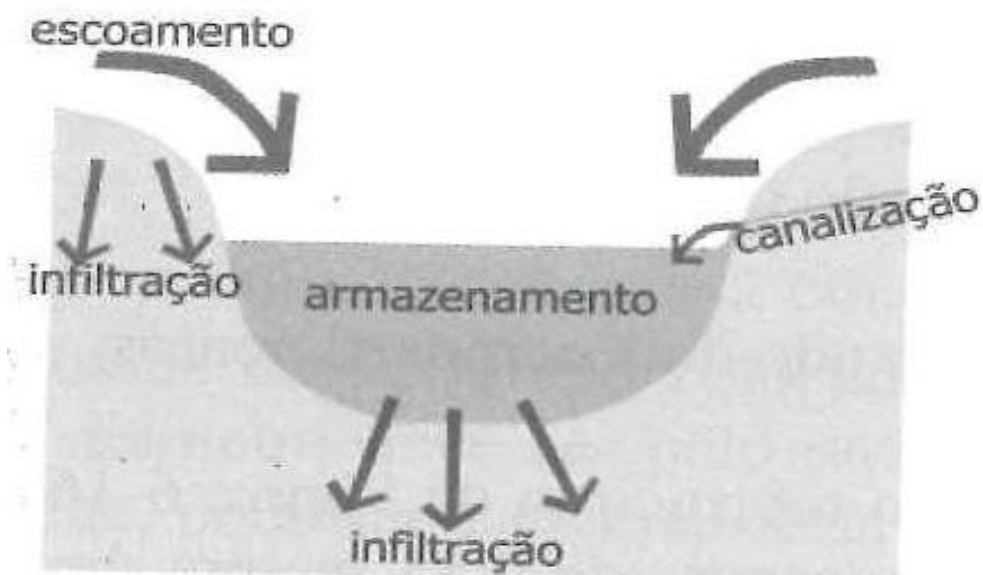 escoamento
canalização
infiltração
armazenamento
infiltração